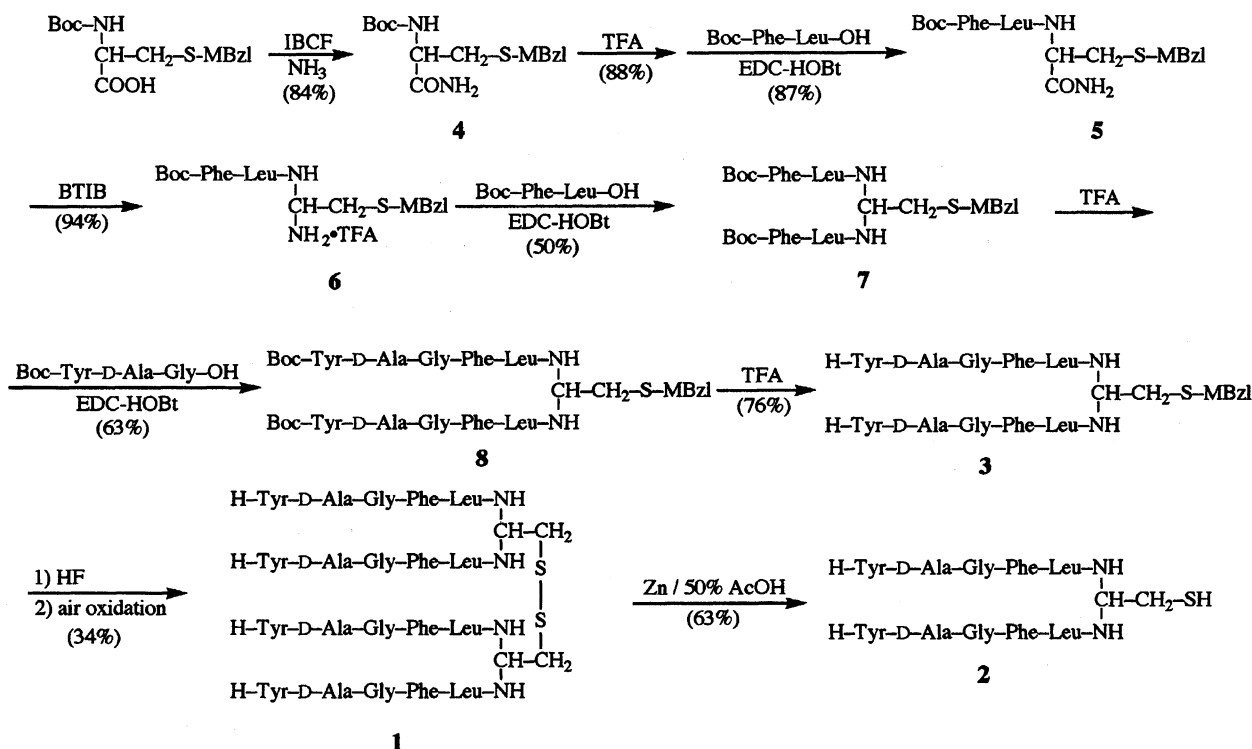 Boc–NH
CH–CH2–S–MBzl
COOH
IBCF
NH3
(84%)
Boc–NH
CH–CH2–S–MBzl
CONH2
4
TFA
(88%)
Boc–Phe–Leu–OH
EDC-HOBt
(87%)
Boc–Phe–Leu–NH
CH–CH2–S–MBzl
CONH2
5
BTIB
(94%)
Boc–Phe–Leu–NH
CH–CH2–S–MBzl
NH2•TFA
6
Boc–Phe–Leu–OH
EDC-HOBt
(50%)
Boc–Phe–Leu–NH
CH–CH2–S–MBzl
Boc–Phe–Leu–NH
7
TFA
Boc–Tyr–D–Ala–Gly–OH
EDC-HOBt
(63%)
Boc–Tyr–D–Ala–Gly–Phe–Leu–NH
CH–CH2–S–MBzl
Boc–Tyr–D–Ala–Gly–Phe–Leu–NH
8
TFA
(76%)
H–Tyr–D–Ala–Gly–Phe–Leu–NH
CH–CH2–S–MBzl
H–Tyr–D–Ala–Gly–Phe–Leu–NH
3
1) HF
2) air oxidation
(34%)
H–Tyr–D–Ala–Gly–Phe–Leu–NH
CH–CH2
H–Tyr–D–Ala–Gly–Phe–Leu–NH S
S
H–Tyr–D–Ala–Gly–Phe–Leu–NH
CH–CH2
H–Tyr–D–Ala–Gly–Phe–Leu–NH
1
Zn / 50% AcOH
(63%)
H–Tyr–D–Ala–Gly–Phe–Leu–NH
CH–CH2–SH
H–Tyr–D–Ala–Gly–Phe–Leu–NH
2